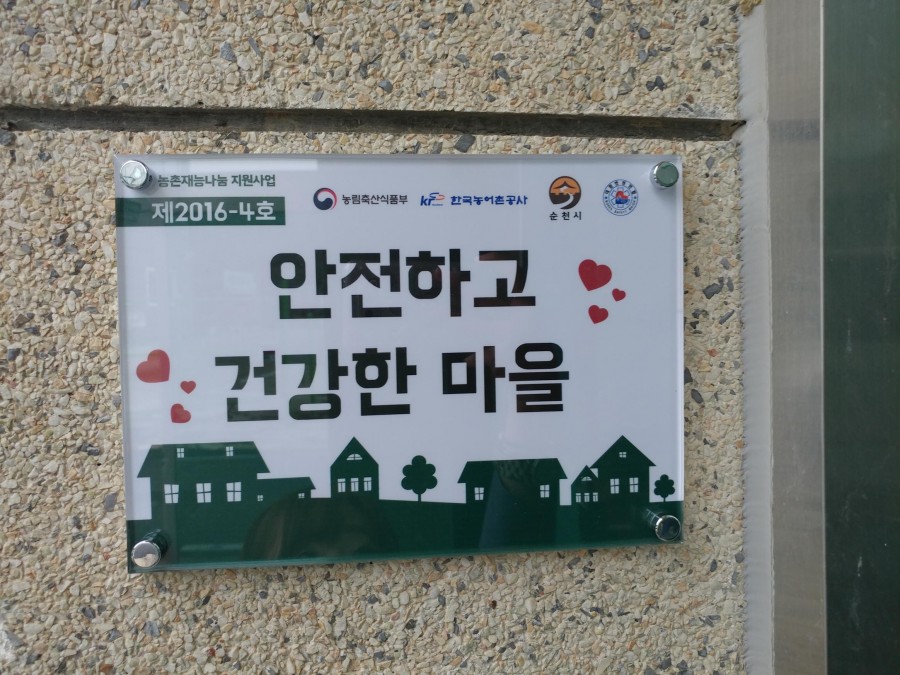 농촌재능나눔 지원사업
제2016-4호
농림축산식품부
한국농어촌공사
순천시
안전하고
건강한 마을